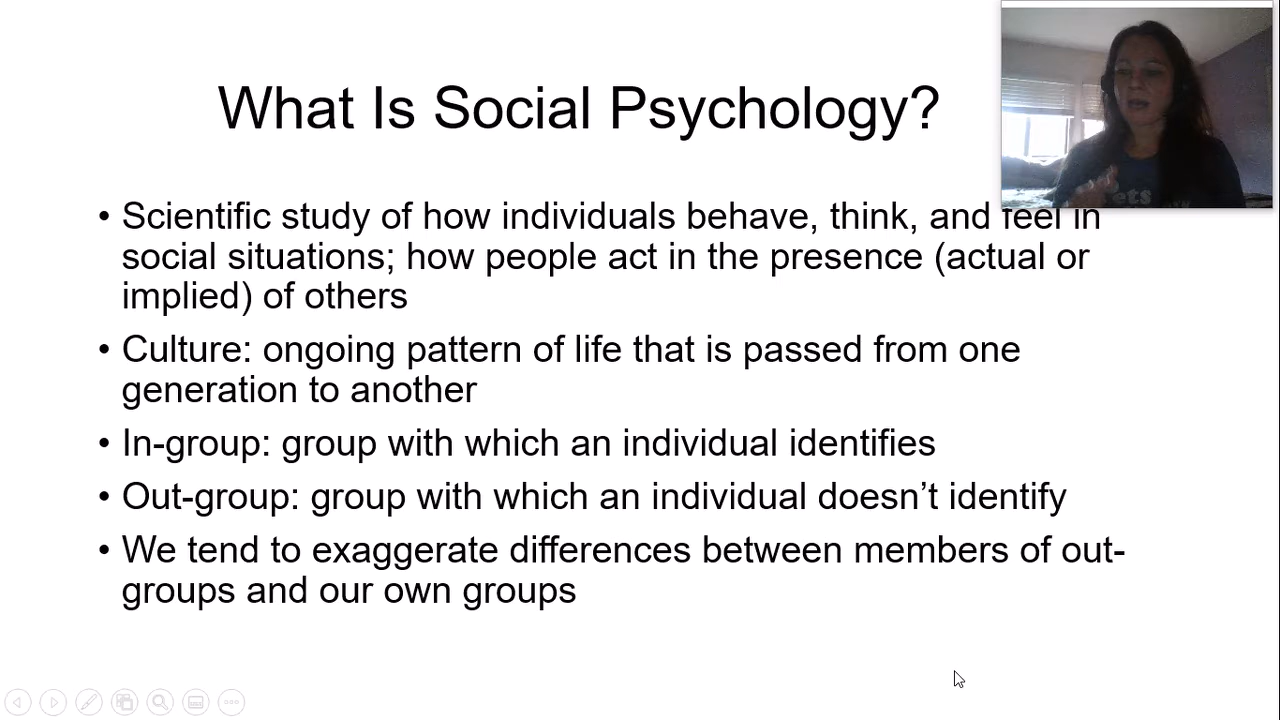 What Is Social Psychology?
• Scientific study of how individuals behave, think, and feel in
social situations; how people act in the presence (actual or
implied) of others
• Culture: ongoing pattern of life that is passed from one
generation to another
• In-group: group with which an individual identifies
• Out-group: group with which an individual doesn’t identify
• We tend to exaggerate differences between members of out-
groups and our own groups